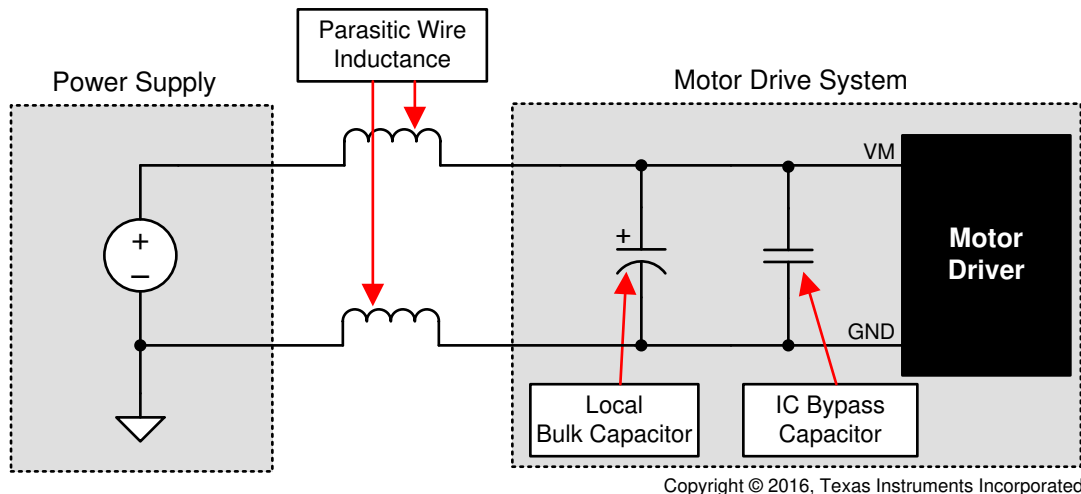 Parasitic Wire
Inductance
Power Supply
Motor Drive System
VM
+
–
+
Motor
Driver
GND
Local
Bulk Capacitor
IC Bypass
Capacitor
Copyright © 2016, Texas Instruments Incorporated